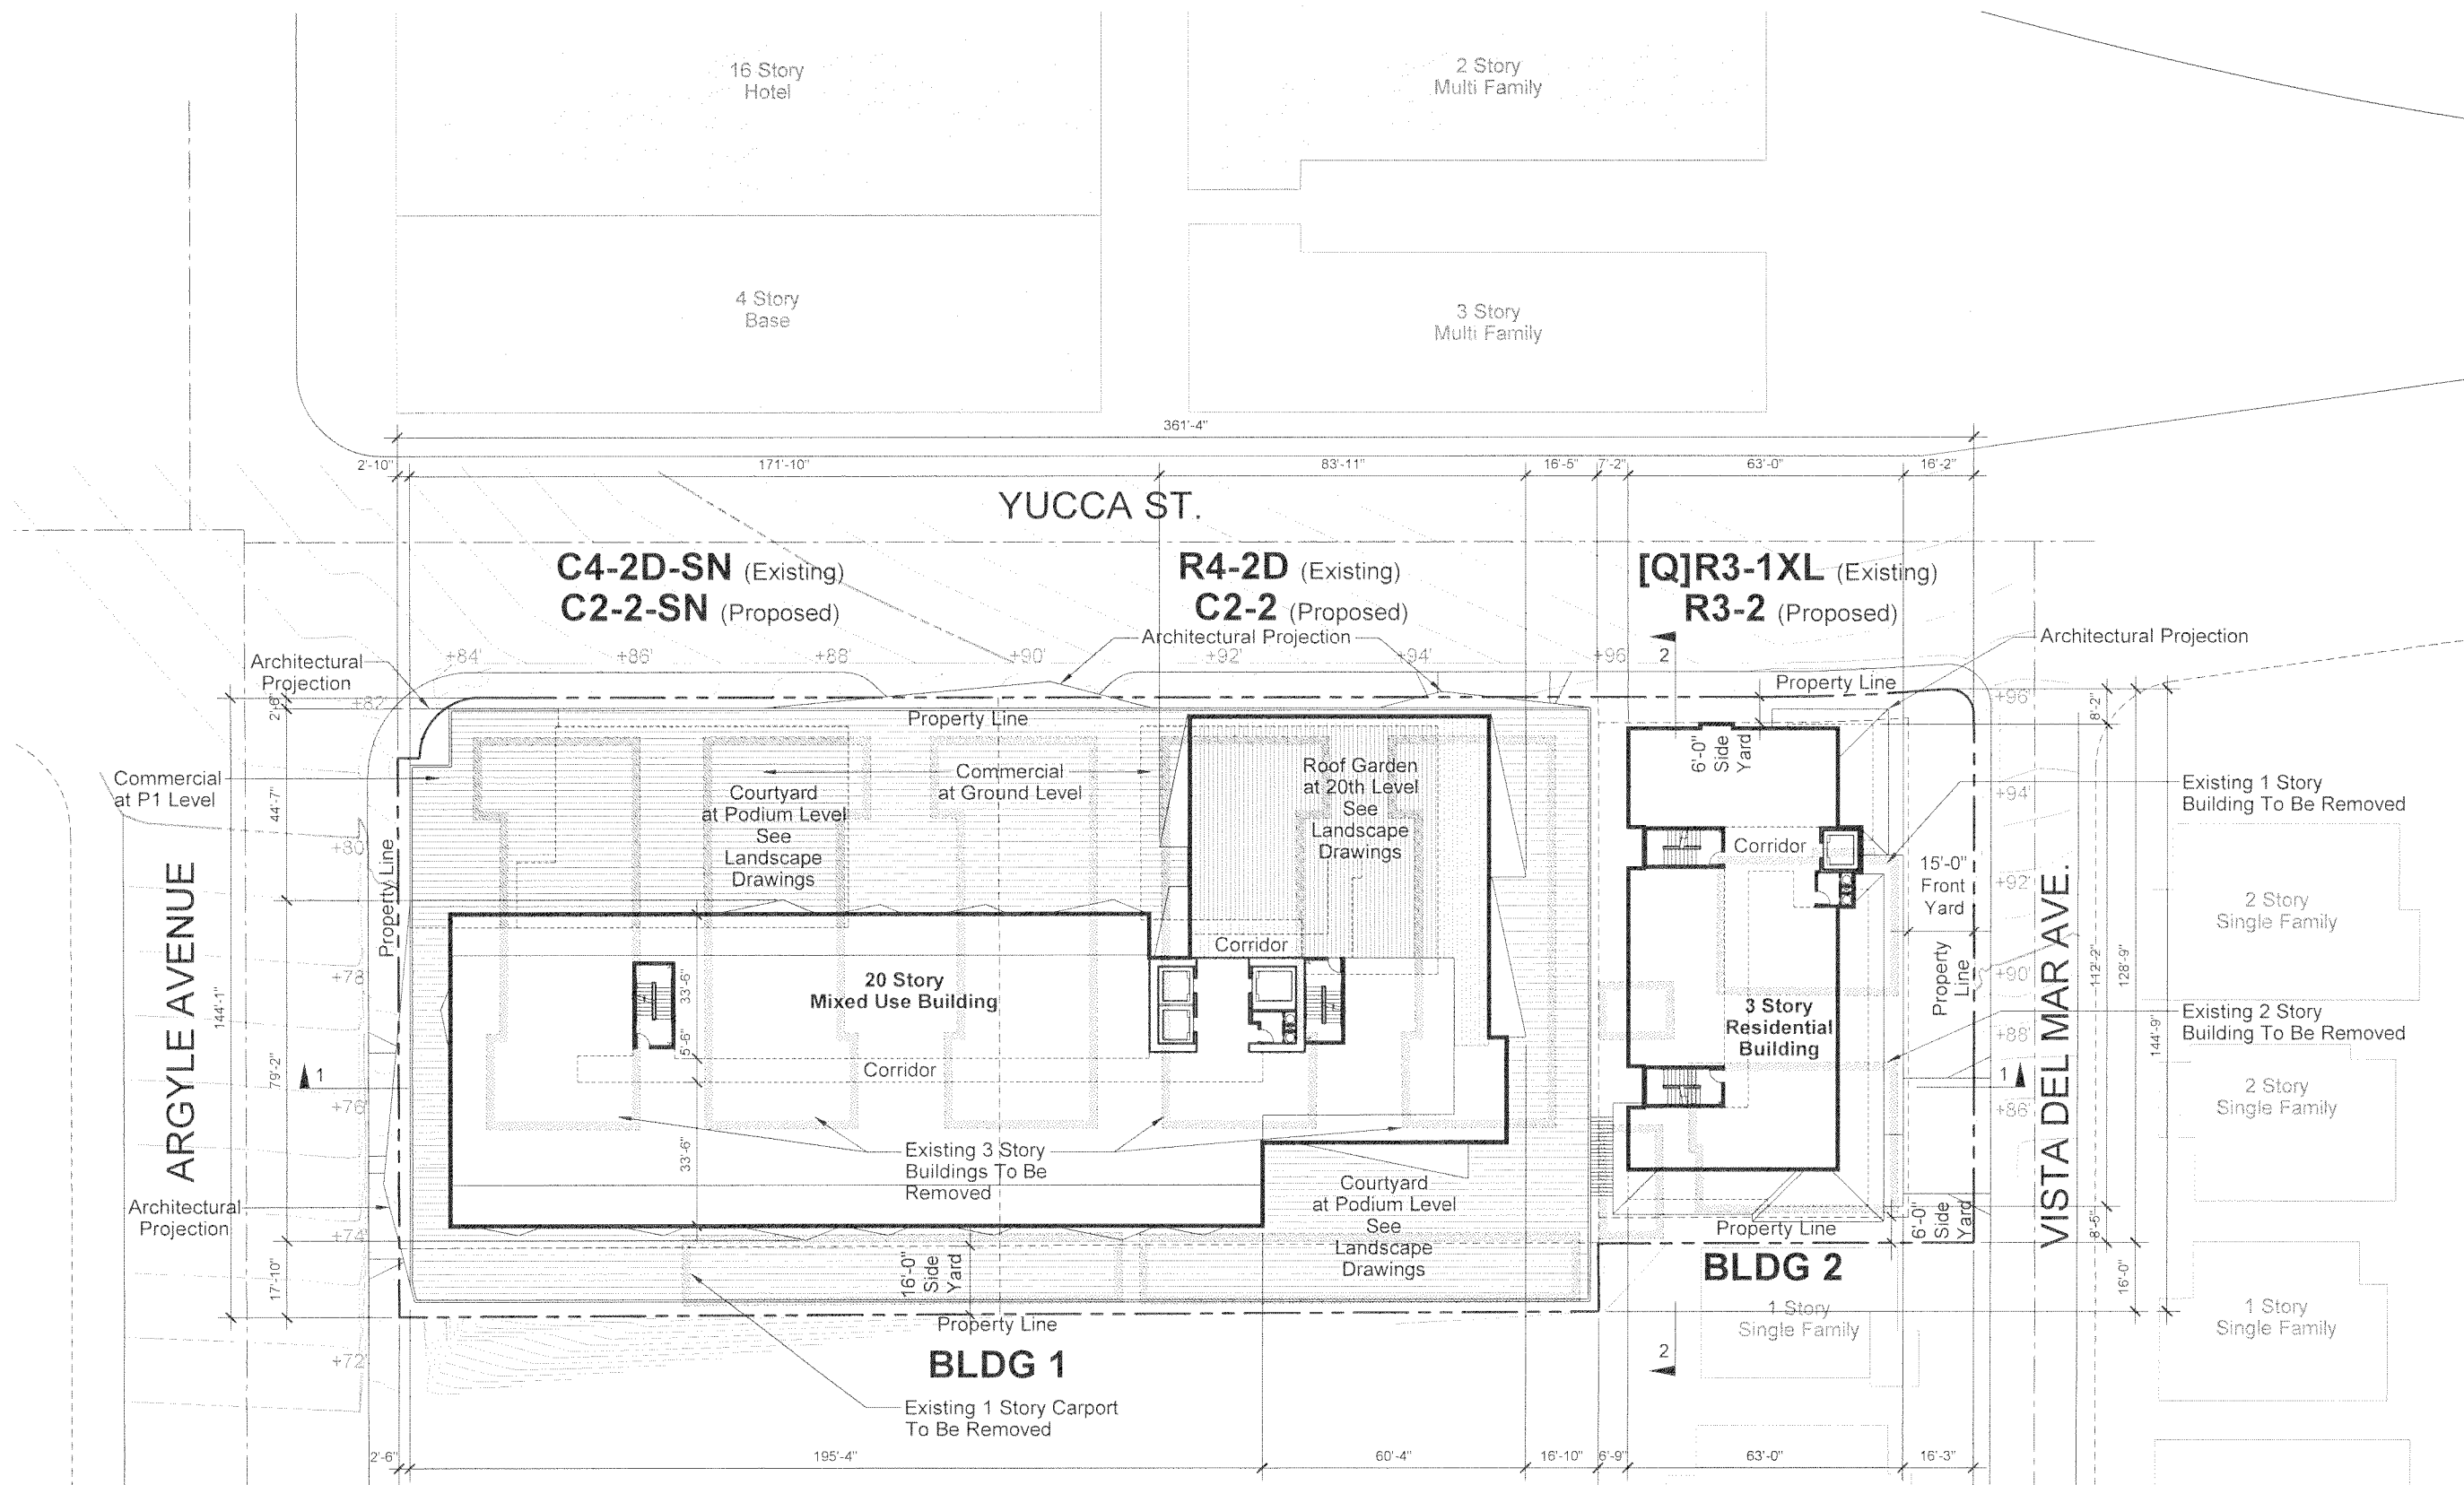 16 Story
Hotel
2 Story
Multi Family
4 Story
Base
3 Story
Multi Family
361'-4"
2'-10"
171'-10"
83'-11"
16'-5"
7'-2"
63'-0"
16'-2"
YUCCA ST.
C4-2D-SN (Existing)
C2-2-SN (Proposed)
R4-2D (Existing)
C2-2 (Proposed)
[Q]R3-1XL (Existing)
R3-2 (Proposed)
Architectural Projection
Architectural Projection
Architectural
Projection
+84'
+86'
+88'
+90'
+92'
+94'
+96'
2
Property Line
Property Line
+82'
+96'
2'-6"
8'-2"
Commercial
at P1 Level
Courtyard
at Podium Level
See
Landscape
Drawings
Commercial
at Ground Level
Roof Garden
at 20th Level
See
Landscape
Drawings
6'-0"
Side
Yard
Existing 1 Story
Building To Be Removed
+94'
44'-7"
+80'
Property Line
Corridor
15'-0"
Front
Yard
+92'
2 Story
Single Family
ARGYLE AVENUE
144'-1"
79'-2"
+78'
20 Story
Mixed Use Building
33'-6"
5'-6"
33'-6"
Corridor
Corridor
3 Story
Residential
Building
Property
Line
+90'
112'-2"
128'-9"
144'-9"
VISTA DEL MAR AVE.
Existing 2 Story
Building To Be Removed
+88'
1
+76'
1
+86'
2 Story
Single Family
Existing 3 Story
Buildings To Be
Removed
Courtyard
at Podium Level
See
Landscape
Drawings
Architectural
Projection
+74'
17'-10"
16'-0"
Side
Yard
Property Line
6'-0"
Side
Yard
8'-5"
16'-0"
BLDG 2
1 Story
Single Family
1 Story
Single Family
Property Line
BLDG 1
+72'
2
Existing 1 Story Carport
To Be Removed
2'-6"
195'-4"
60'-4"
16'-10"
6'-9"
63'-0"
16'-3"